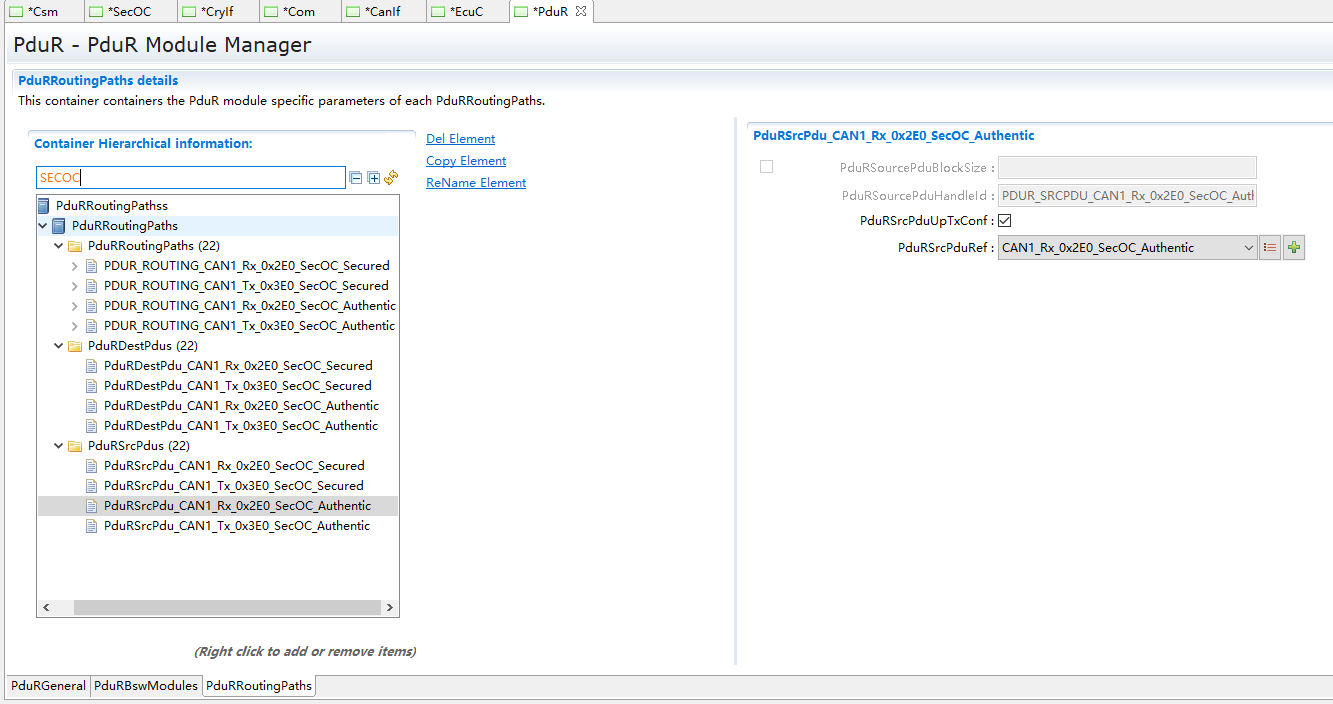 *Csm
*SecOC
*CryIf
*Com
*CanIf
*EcuC
*PduR
PduR - PduR Module Manager
PduRRoutingPaths details
This container containers the PduR module specific parameters of each PduRRoutingPaths.
Container Hierarchical information:
SECOC
Del Element
Copy Element
ReName Element
PduRRoutingPathss
PduRRoutingPaths
PduRRoutingPaths (22)
PDUR_ROUTING_CAN1_Rx_0x2E0_SecOC_Secured
PDUR_ROUTING_CAN1_Tx_0x3E0_SecOC_Secured
PDUR_ROUTING_CAN1_Rx_0x2E0_SecOC_Authentic
PDUR_ROUTING_CAN1_Tx_0x3E0_SecOC_Authentic
PduRDestPdus (22)
PduRDestPdu_CAN1_Rx_0x2E0_SecOC_Secured
PduRDestPdu_CAN1_Tx_0x3E0_SecOC_Secured
PduRDestPdu_CAN1_Rx_0x2E0_SecOC_Authentic
PduRDestPdu_CAN1_Tx_0x3E0_SecOC_Authentic
PduRSrcPdus (22)
PduRSrcPdu_CAN1_Rx_0x2E0_SecOC_Secured
PduRSrcPdu_CAN1_Tx_0x3E0_SecOC_Secured
PduRSrcPdu_CAN1_Rx_0x2E0_SecOC_Authentic
PduRSrcPdu_CAN1_Tx_0x3E0_SecOC_Authentic
(Right click to add or remove items)
PduRSrcPdu_CAN1_Rx_0x2E0_SecOC_Authentic
PduRSourcePduBlockSize :
PduRSourcePduHandleId : PDUR_SRCPDU_CAN1_Rx_0x2E0_SecOC_Autl
PduRSrcPduUpTxConf :
PduRSrcPduRef : CAN1_Rx_0x2E0_SecOC_Authentic
PduRGeneral
PduRBswModules
PduRRoutingPaths